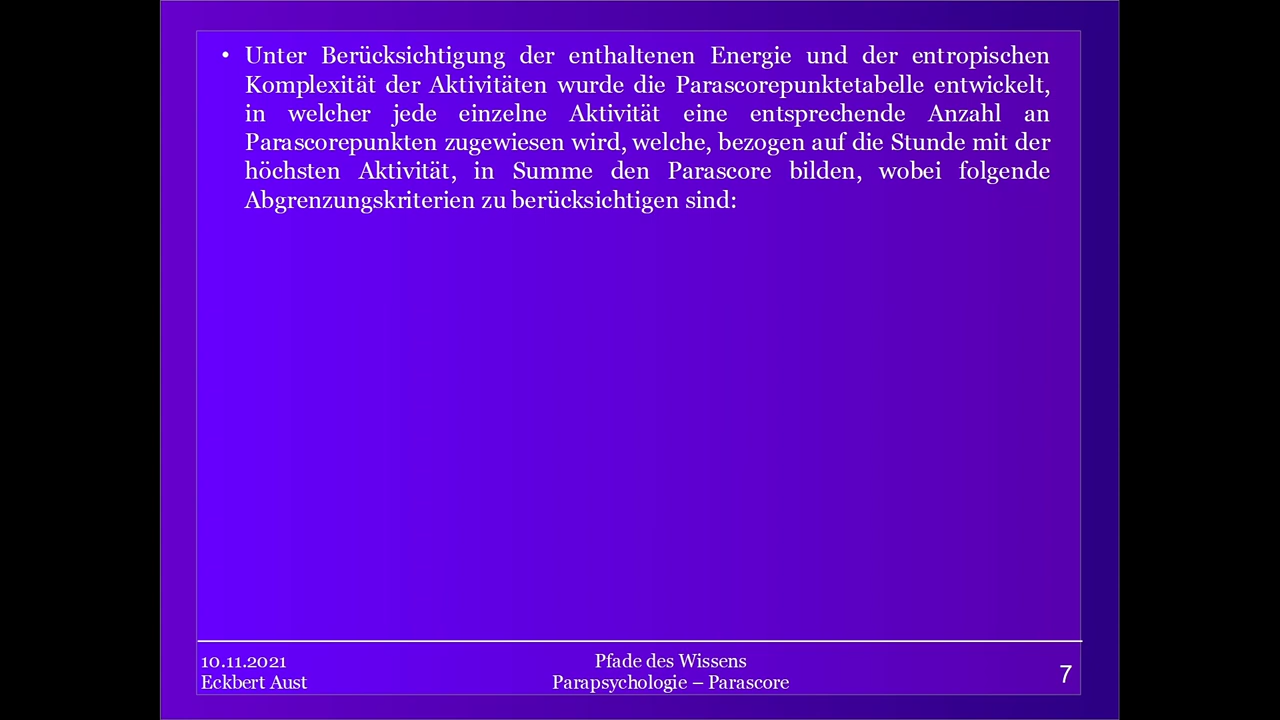 • Unter Berücksichtigung der enthaltenen Energie und der entropischen
Komplexität der Aktivitäten wurde die Parascorepunktetabelle entwickelt,
in welcher jede einzelne Aktivität eine entsprechende Anzahl an
Parascorepunkten zugewiesen wird, welche, bezogen auf die Stunde mit der
höchsten Aktivität, in Summe den Parascore bilden, wobei folgende
Abgrenzungskriterien zu berücksichtigen sind:
10.11.2021
Eckbert Aust
Pfade des Wissens
Parapsychologie – Parascore
7